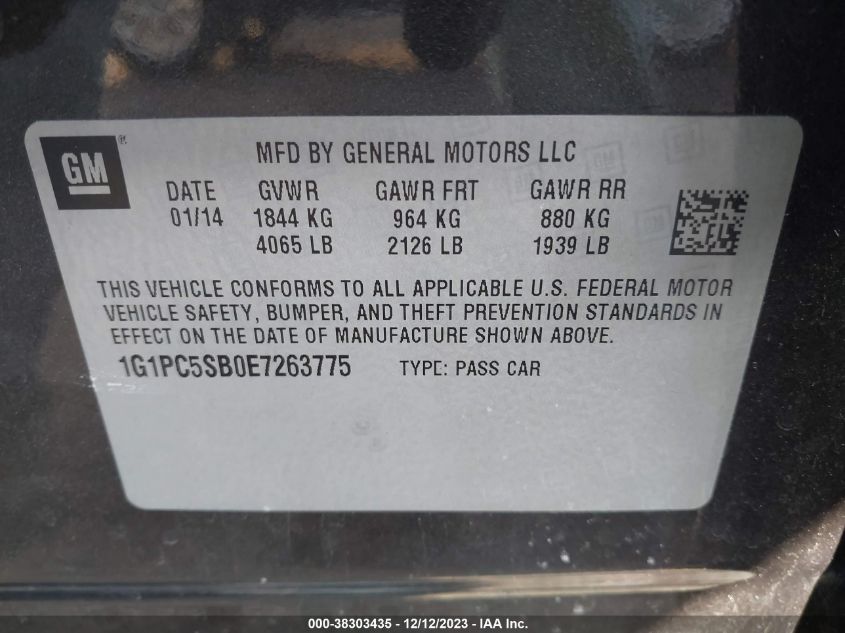 GM
MFD BY GENERAL MOTORS LLC
DATE GVWR GAWR FRT GAWR RR
01/14 1844 KG 964 KG 880 KG
4065 LB 2126 LB 1939 LB
THIS VEHICLE CONFORMS TO ALL APPLICABLE U.S. FEDERAL MOTOR
VEHICLE SAFETY, BUMPER, AND THEFT PREVENTION STANDARDS IN
EFFECT ON THE DATE OF MANUFACTURE SHOWN ABOVE.
1G1PC5SB0E7263775 TYPE: PASS CAR
000-38303435 - 12/12/2023 - IAA Inc.